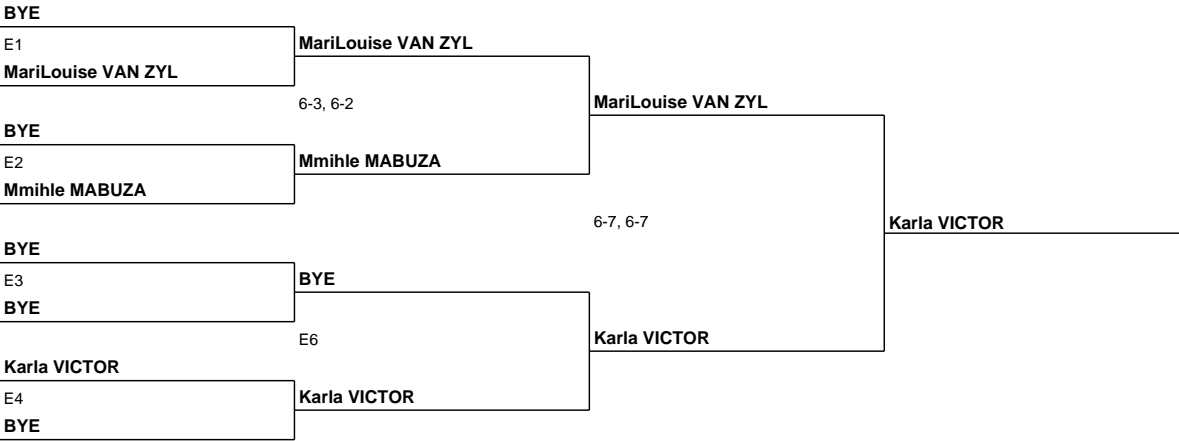 BYE
E1
MariLouise VAN ZYL
MariLouise VAN ZYL
6-3, 6-2
MariLouise VAN ZYL
BYE
E2
Mmihle MABUZA
Mmihle MABUZA
6-7, 6-7
Karla VICTOR
BYE
E3
BYE
BYE
E6
Karla VICTOR
Karla VICTOR
E4
Karla VICTOR
BYE